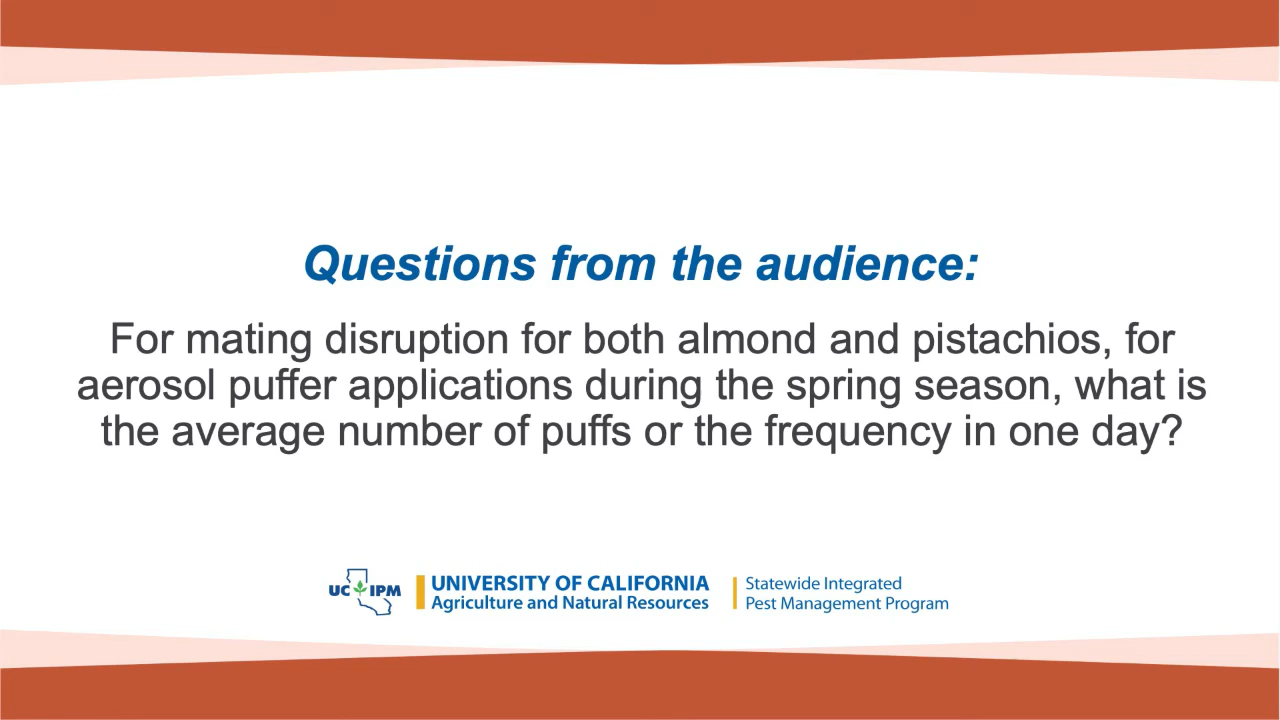 Questions from the audience:
For mating disruption for both almond and pistachios, for
aerosol puffer applications during the spring season, what is
the average number of puffs or the frequency in one day?
UC IPM
UNIVERSITY OF CALIFORNIA
Agriculture and Natural Resources
Statewide Integrated
Pest Management Program